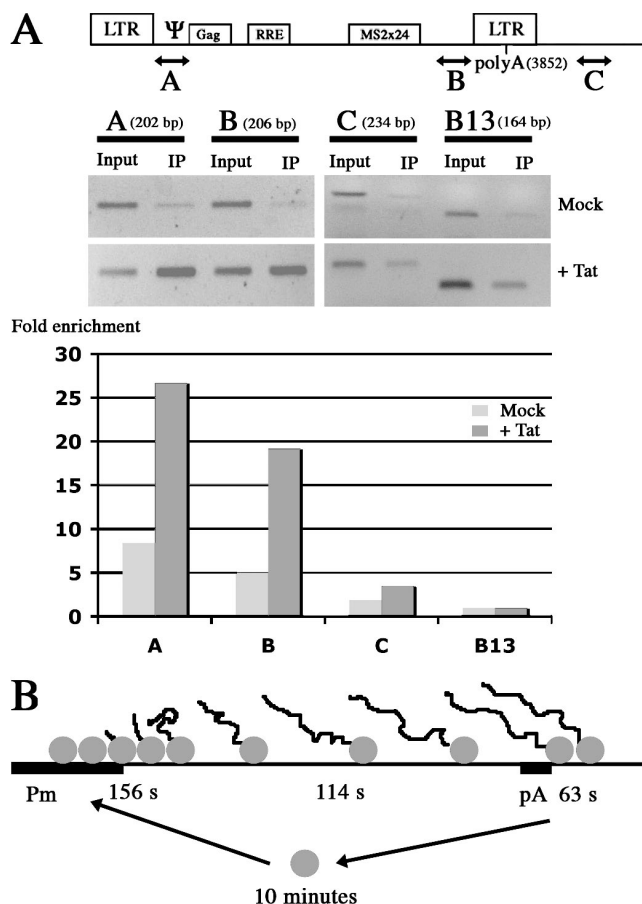 A
LTR Ψ Gag RRE MS2x24 LTR
polyA(3852)
A B C
A (202 bp) B (206 bp) C (234 bp) B13 (164 bp)
Input IP Input IP Input IP Input IP
Mock
+ Tat
Fold enrichment
30
25
20
15
10
5
0
Mock
+ Tat
A B C B13
B
Pm 156 s 114 s pA 63 s
10 minutes